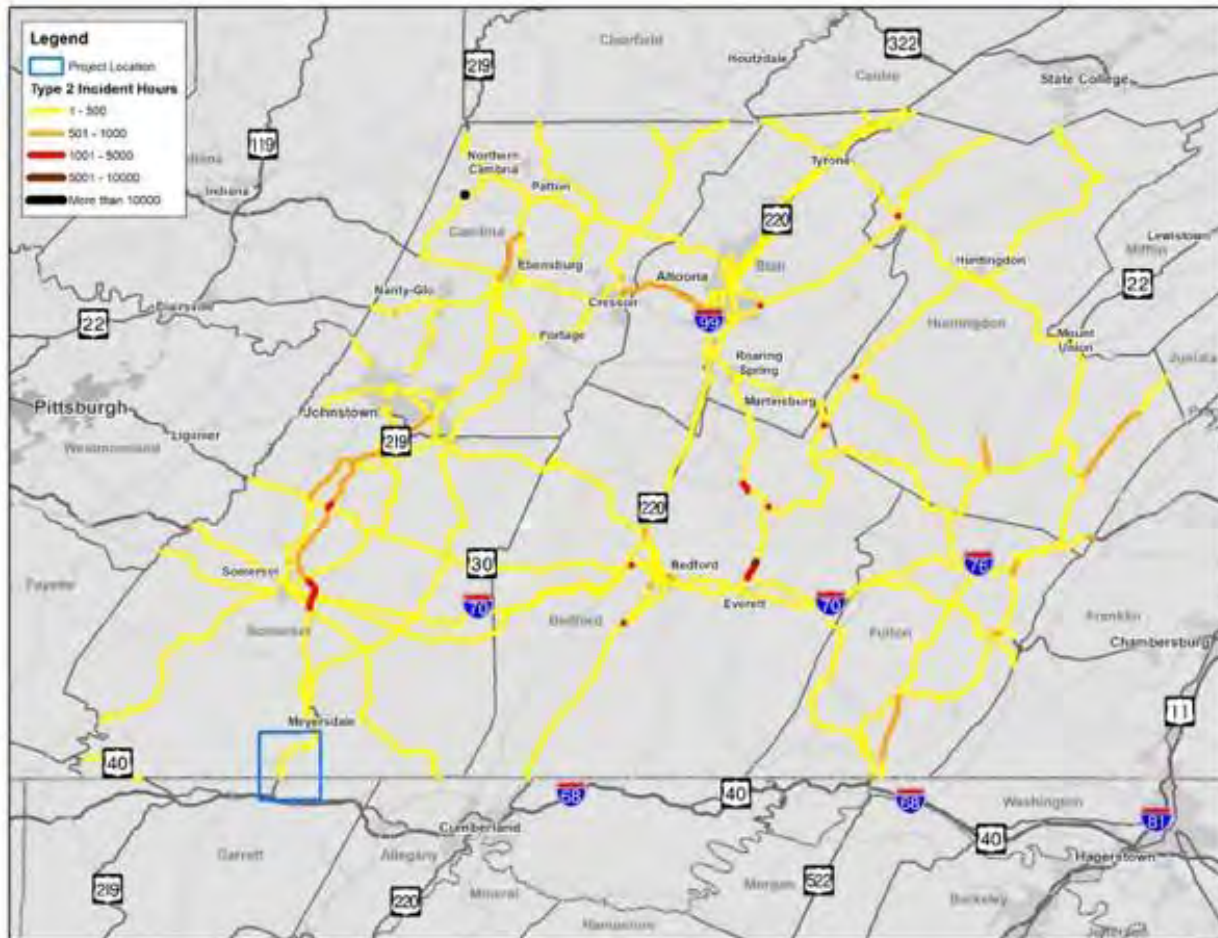 Legend
Project Location
Type 2 Incident Hours
1 - 500
501 - 1000
1001 - 5000
5001 - 10000
More than 10000
Clearfield
322
219
Houtzdale
State College
119
Northern
Cambria
Tyrone
Indiana
Patton
Cambria
220
Lewistown
Mifflin
Ebensburg
Altoona
Blair
Huntingdon
22
Nanty-Glo
Cresson
22
99
Huntingdon
Mount
Union
Portage
Roaring
Spring
Juniata
Pittsburgh
Johnstown
Martinsburg
Ligonier
219
Westmoreland
220
30
Bedford
76
Somerset
Fayette
70
Everett
70
Somerset
Bedford
Fulton
Franklin
Chambersburg
Meyersdale
11
40
68
40
68
Washington
81
Cumberland
40
Garrett
Allegany
Hagerstown
219
220
Mineral
Morgan
522
Berkeley
Hampshire
Jefferson